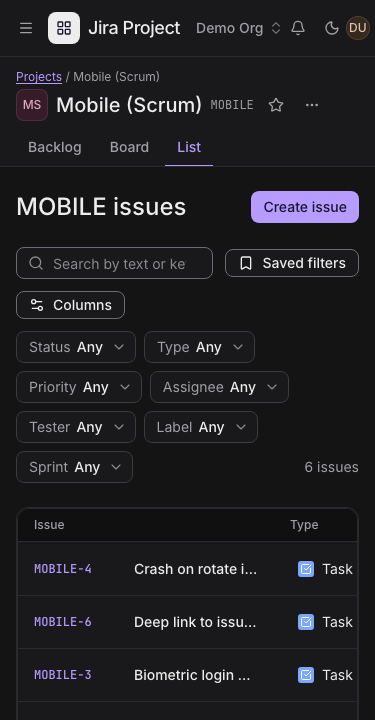 Jira Project Demo Org DU
Projects / Mobile (Scrum)
MS Mobile (Scrum) MOBILE
Backlog Board List
MOBILE issues Create issue
Search by text or ke Saved filters
Columns
Status Any Type Any
Priority Any Assignee Any
Tester Any Label Any
Sprint Any 6 issues
Issue Type
MOBILE-4 Crash on rotate i... Task
MOBILE-6 Deep link to issu... Task
MOBILE-3 Biometric login ... Task